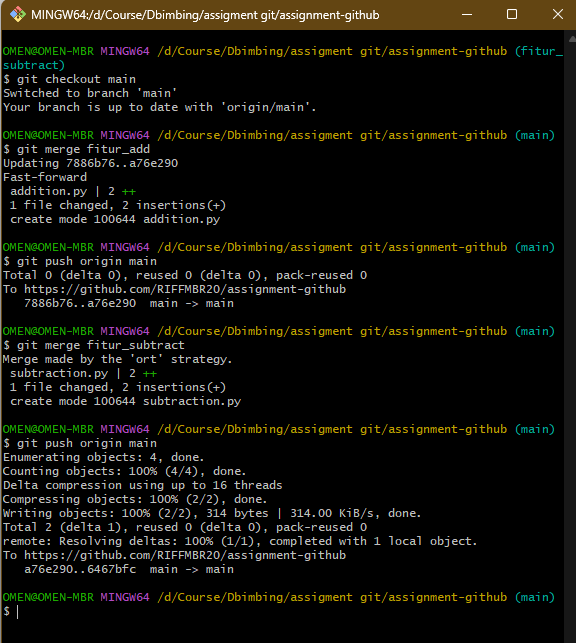 MINGW64:/d/Course/Dbimbing/assigment git/assignment-github
OMEN@OMEN-MBR MINGW64 /d/Course/Dbimbing/assigment git/assignment-github (fitur_
subtract)
$ git checkout main
Switched to branch 'main'
Your branch is up to date with 'origin/main'.
OMEN@OMEN-MBR MINGW64 /d/Course/Dbimbing/assigment git/assignment-github (main)
$ git merge fitur_add
Updating 7886b76..a76e290
Fast-forward
 addition.py | 2 ++
 1 file changed, 2 insertions(+)
 create mode 100644 addition.py
OMEN@OMEN-MBR MINGW64 /d/Course/Dbimbing/assigment git/assignment-github (main)
$ git push origin main
Total 0 (delta 0), reused 0 (delta 0), pack-reused 0
To https://github.com/RIFFMBR20/assignment-github
   7886b76..a76e290  main -> main
OMEN@OMEN-MBR MINGW64 /d/Course/Dbimbing/assigment git/assignment-github (main)
$ git merge fitur_subtract
Merge made by the 'ort' strategy.
 subtraction.py | 2 ++
 1 file changed, 2 insertions(+)
 create mode 100644 subtraction.py
OMEN@OMEN-MBR MINGW64 /d/Course/Dbimbing/assigment git/assignment-github (main)
$ git push origin main
Enumerating objects: 4, done.
Counting objects: 100% (4/4), done.
Delta compression using up to 16 threads
Compressing objects: 100% (2/2), done.
Writing objects: 100% (2/2), 314 bytes | 314.00 KiB/s, done.
Total 2 (delta 1), reused 0 (delta 0), pack-reused 0
remote: Resolving deltas: 100% (1/1), completed with 1 local object.
To https://github.com/RIFFMBR20/assignment-github
   a76e290..6467bfc  main -> main
OMEN@OMEN-MBR MINGW64 /d/Course/Dbimbing/assigment git/assignment-github (main)
$